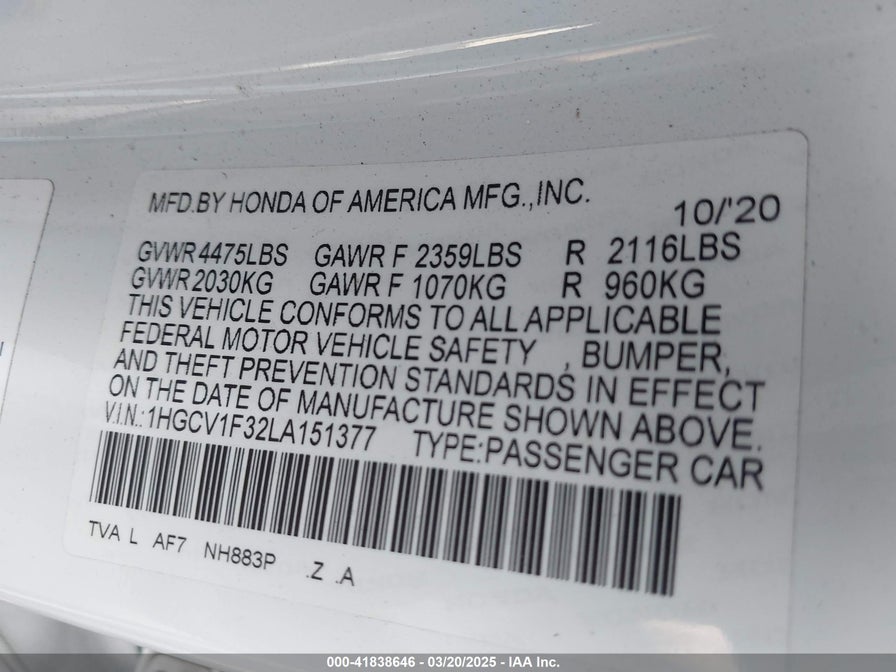 MFD.BY HONDA OF AMERICA MFG.,INC. 10/'20
GVWR 4475LBS GAWR F 2359LBS R 2116LBS
GVWR 2030KG GAWR F 1070KG R 960KG
THIS VEHICLE CONFORMS TO ALL APPLICABLE
FEDERAL MOTOR VEHICLE SAFETY , BUMPER,
AND THEFT PREVENTION STANDARDS IN EFFECT
ON THE DATE OF MANUFACTURE SHOWN ABOVE.
V.I.N.:1HGCV1F32LA151377 TYPE:PASSENGER CAR
TVA L AF7 NH883P .Z .A
000-41838646 - 03/20/2025 - IAA Inc.